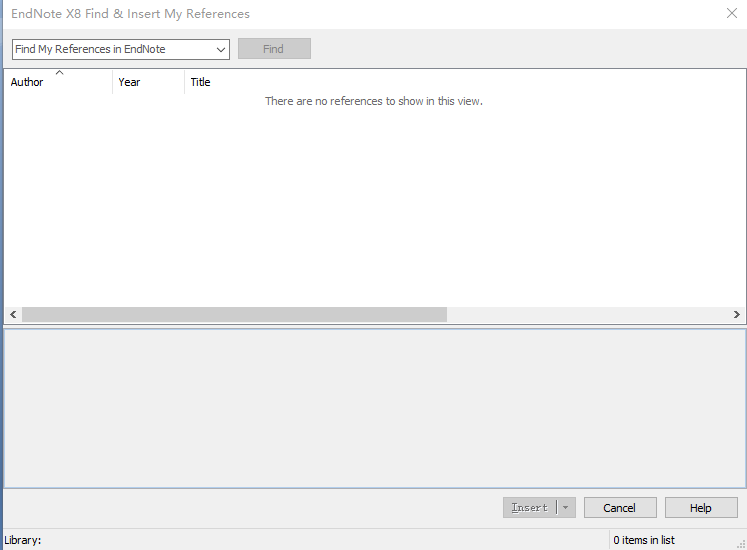 EndNote X8 Find & Insert My References
Find My References in EndNote Find
Author Year Title
There are no references to show in this view.
Insert Cancel Help
Library: 0 items in list